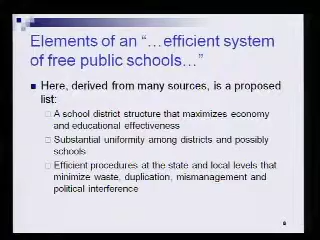 Elements of an “…efficient system
of free public schools…”
Here, derived from many sources, is a proposed
list:
A school district structure that maximizes economy
and educational effectiveness
Substantial uniformity among districts and possibly
schools
Efficient procedures at the state and local levels that
minimize waste, duplication, mismanagement and
political interference